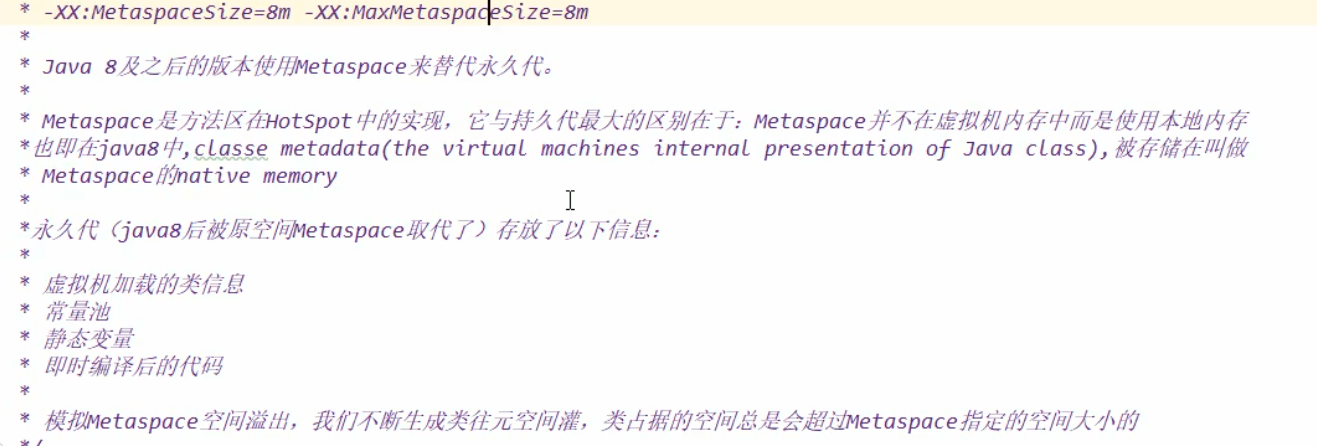 * -XX:MetaspaceSize=8m -XX:MaxMetaspaceSize=8m
*
* Java 8及之后的版本使用Metaspace来替代永久代。
*
* Metaspace是方法区在HotSpot中的实现，它与持久代最大的区别在于：Metaspace并不在虚拟机内存中而是使用本地内存
*也即在java8中,classe metadata(the virtual machines internal presentation of Java class),被存储在叫做
* Metaspace的native memory
*
*永久代（java8后被原空间Metaspace取代了）存放了以下信息：
*
* 虚拟机加载的类信息
* 常量池
* 静态变量
* 即时编译后的代码
*
* 模拟Metaspace空间溢出，我们不断生成类往元空间灌，类占据的空间总是会超过Metaspace指定的空间大小的
*/